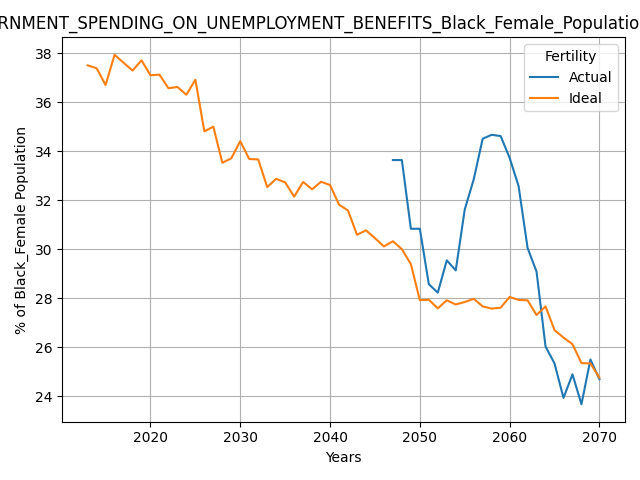 RNMENT_SPENDING_ON_UNEMPLOYMENT_BENEFITS_Black_Female_Populatio
Fertility
Actual
Ideal
% of Black_Female Population
38
36
34
32
30
28
26
24
2020 2030 2040 2050 2060 2070
Years